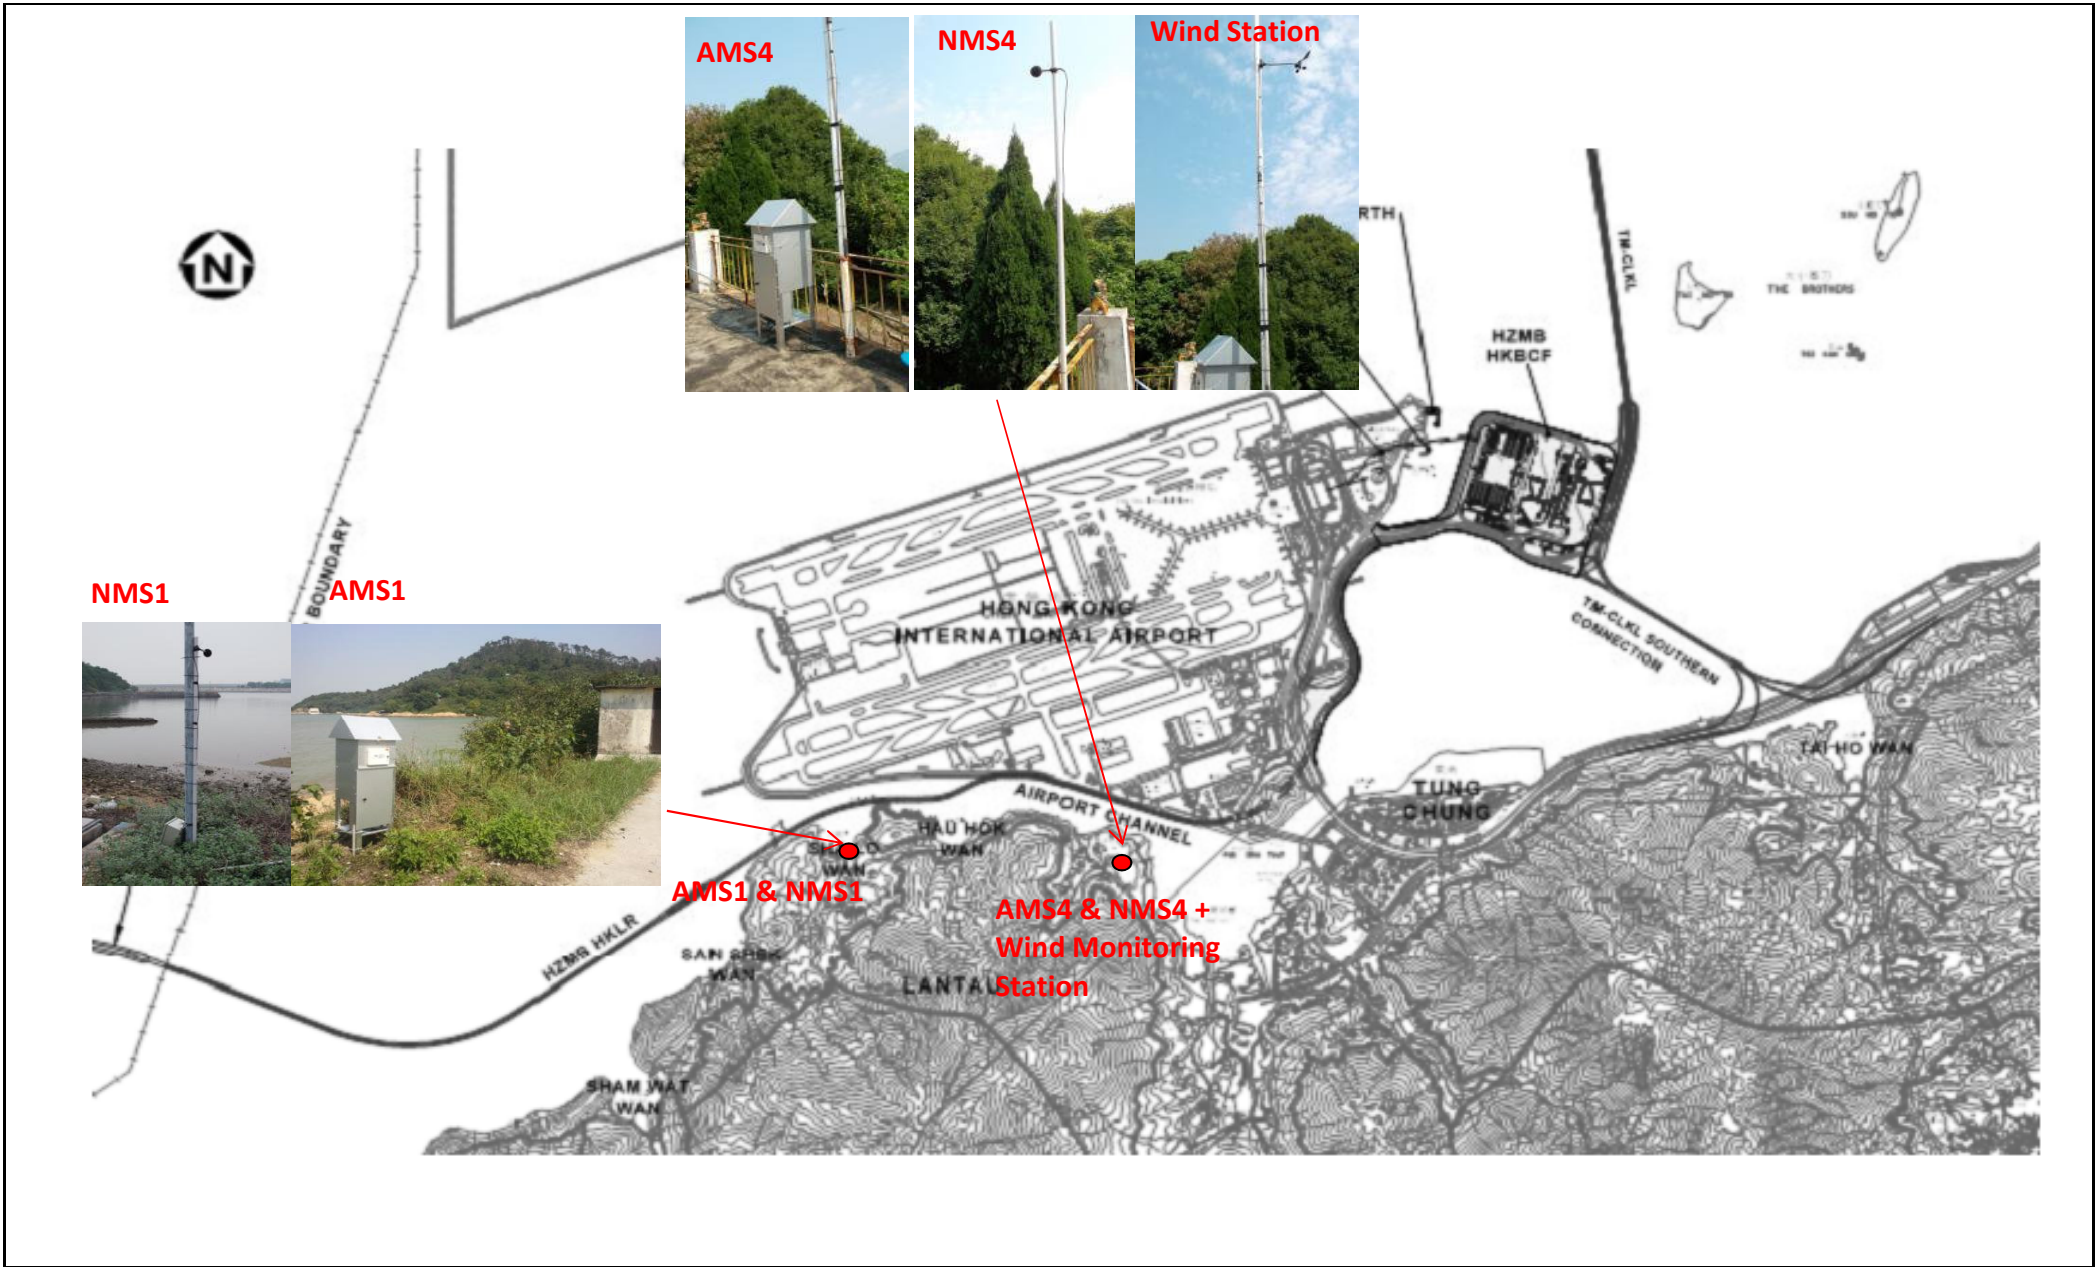 AMS4
NMS4
Wind Station
N
RTH
TM-CLKL
THE BROTHERS
HZMB
HKBCF
BOUNDARY
NMS1
AMS1
HONG KONG
INTERNATIONAL AIRPORT
TM-CLKL SOUTHERN
CONNECTION
TAI HO WAN
TUNG
CHUNG
AIRPORT CHANNEL
HAU HOK
WAN
WAN
AMS1 & NMS1
AMS4 & NMS4 +
Wind Monitoring
Station
HZMB HKLR
WAN
LANTAU
SHAM WAT
WAN